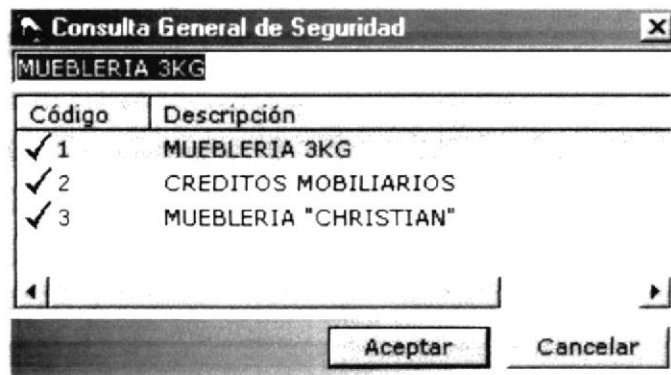 Consulta General de Seguridad
MUEBLERIA 3KG
Código Descripción
1 MUEBLERIA 3KG
2 CREDITOS MOBILIARIOS
3 MUEBLERIA "CHRISTIAN"
Aceptar Cancelar